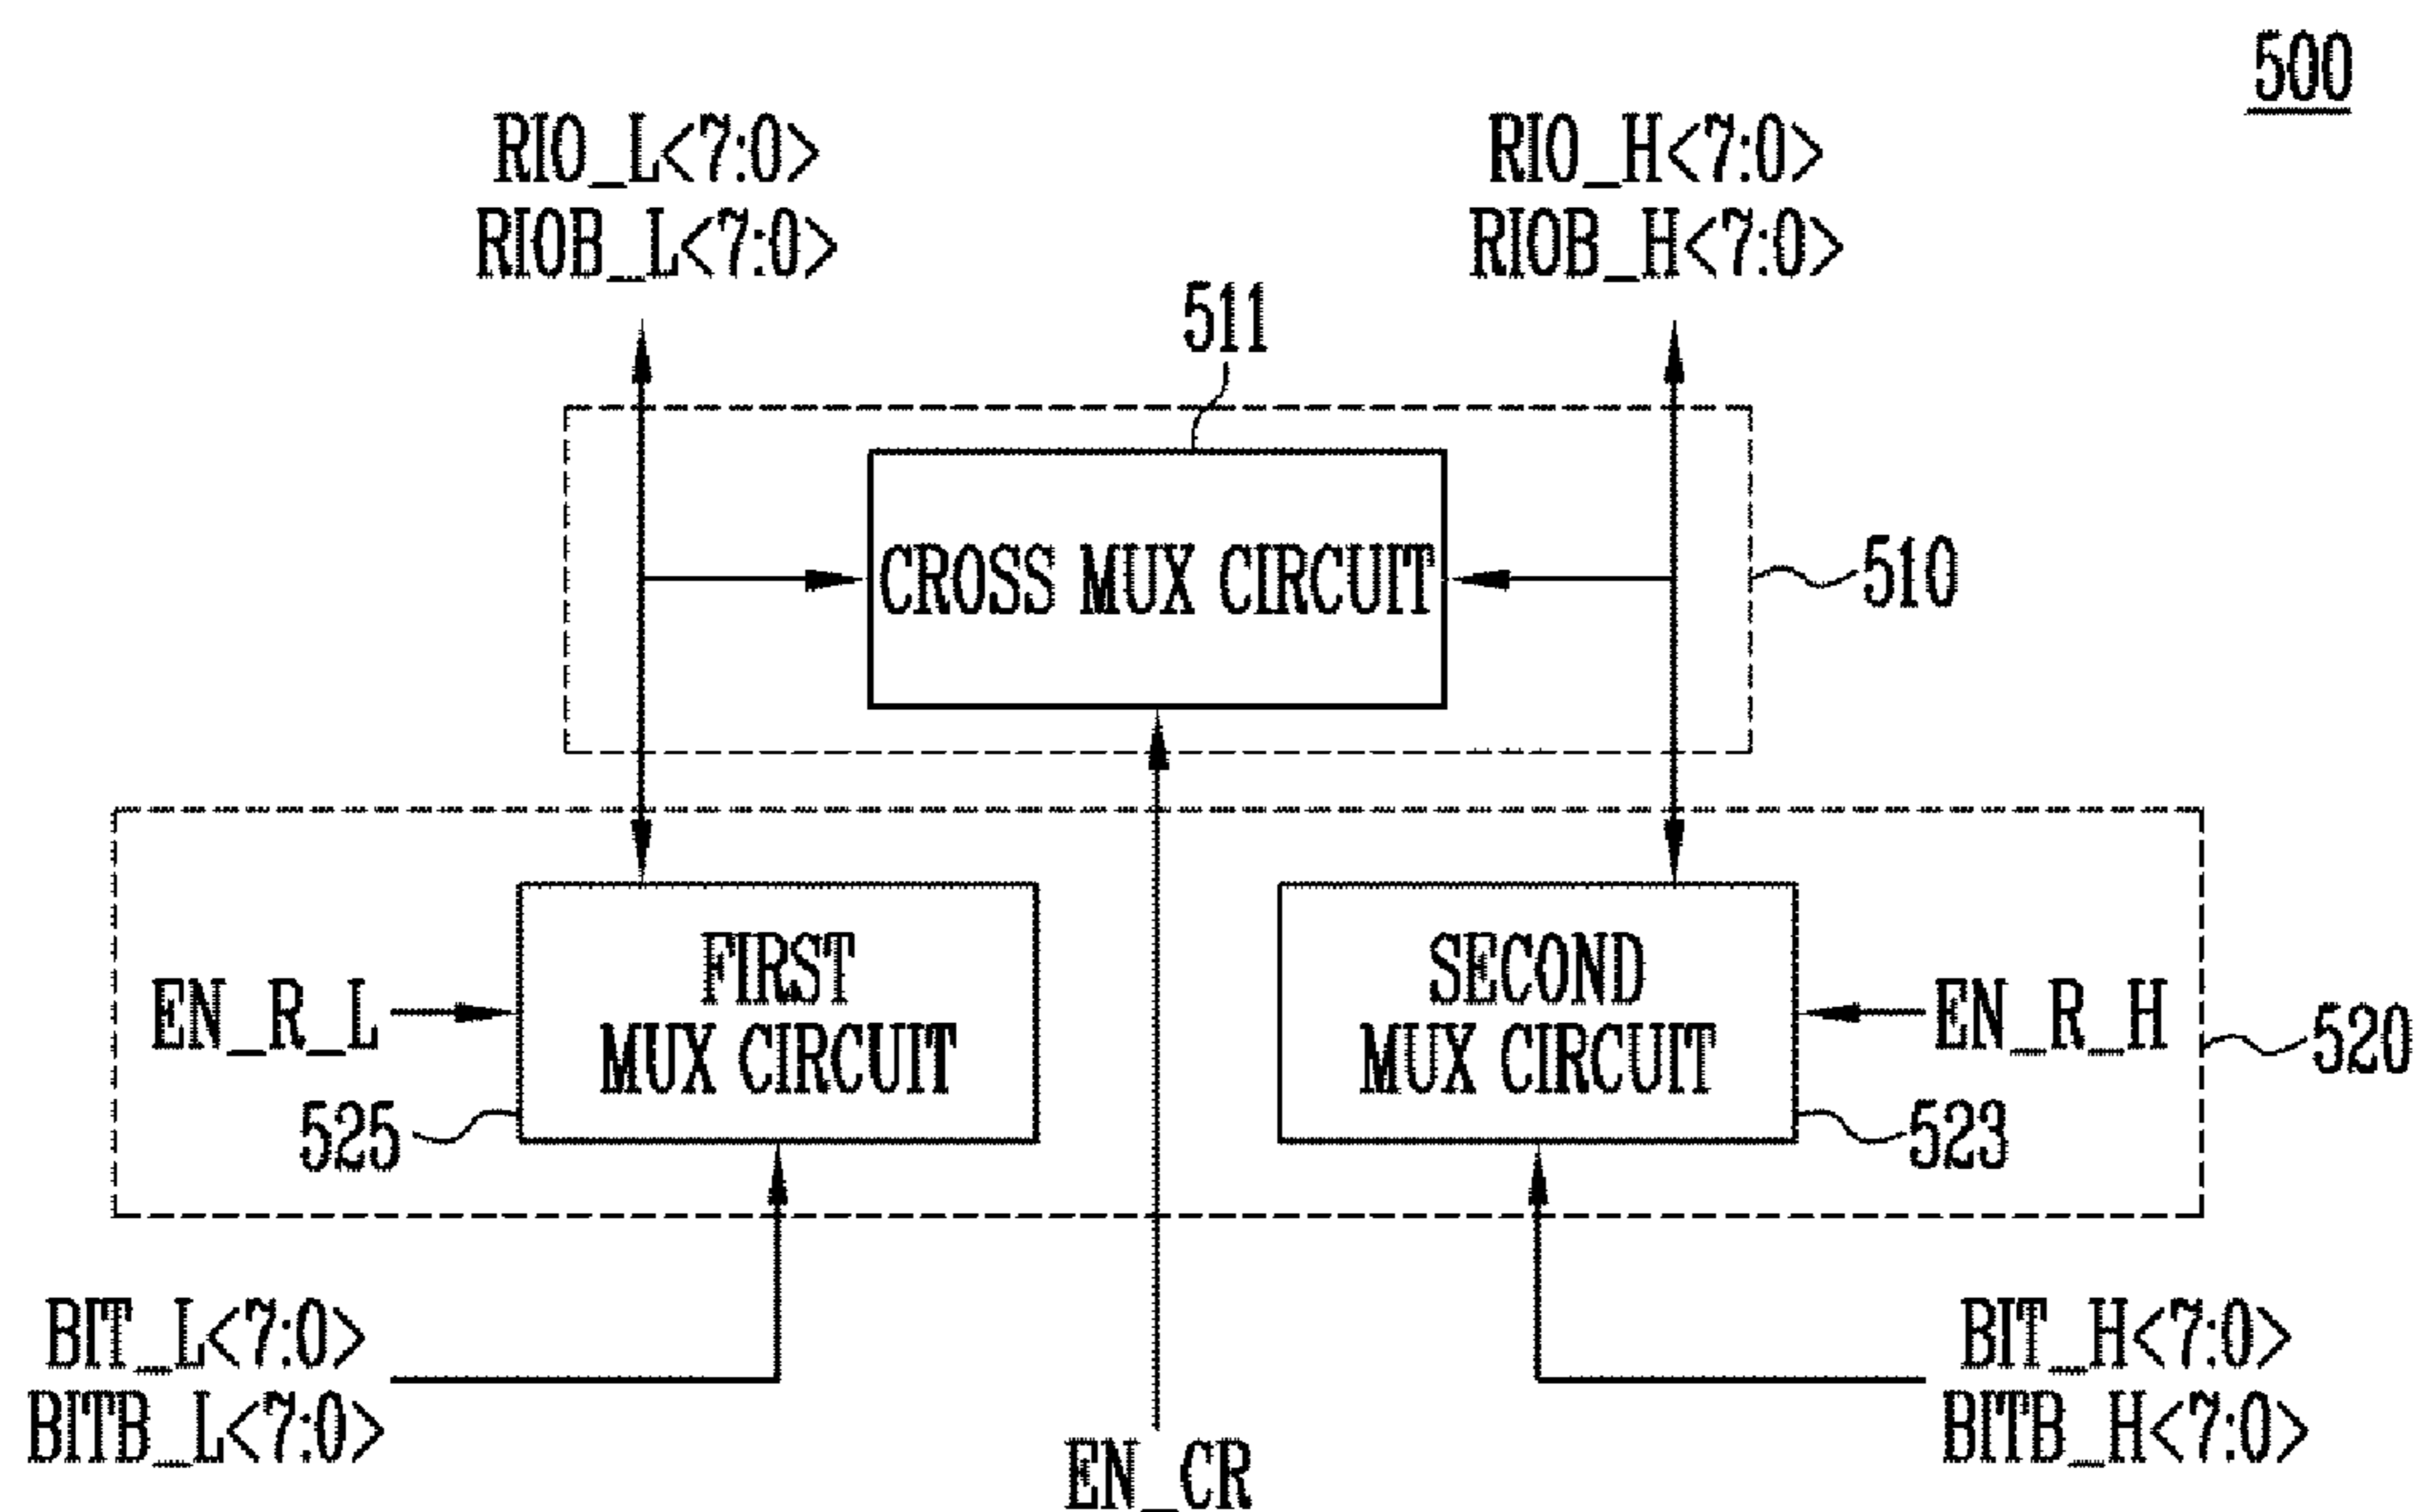 500
RIO_L<7:0>
RIOB_L<7:0>
RIO_H<7:0>
RIOB_H<7:0>
511
CROSS MUX CIRCUIT
510
EN_R_L
FIRST
MUX CIRCUIT
525
SECOND
MUX CIRCUIT
EN_R_H
523
520
BIT_L<7:0>
BITB_L<7:0>
EN_CR
BIT_H<7:0>
BITB_H<7:0>